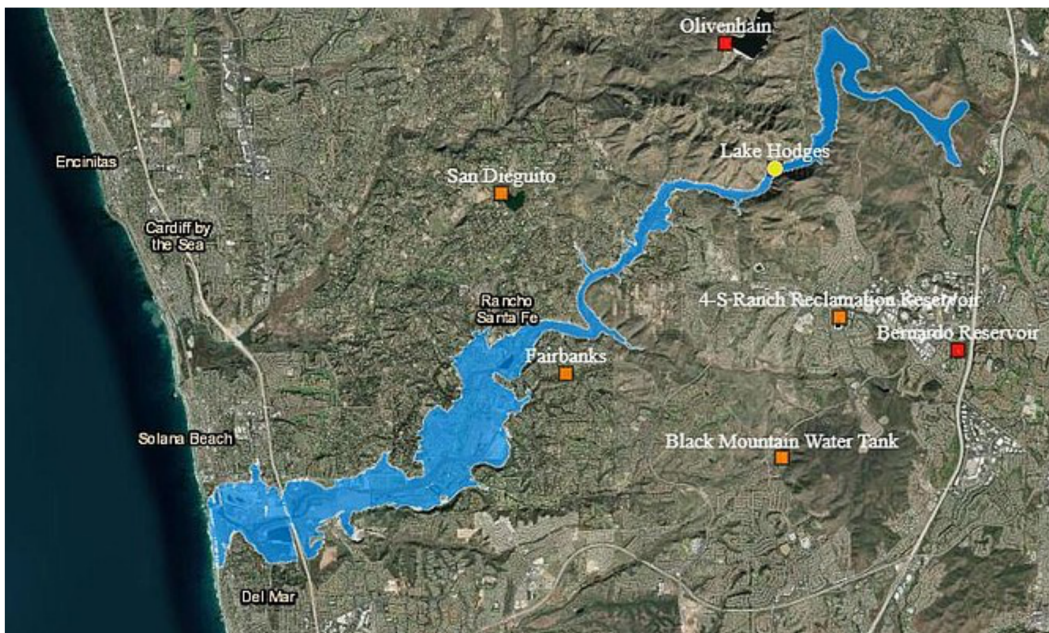 Olivenhain
Encinitas
Lake Hodges
San Dieguito
Cardiff by
the Sea
Rancho
Santa Fe
4-S Ranch Reclamation Reservoir
Bernardo Reservoir
Fairbanks
Solana Beach
Black Mountain Water Tank
Del Mar